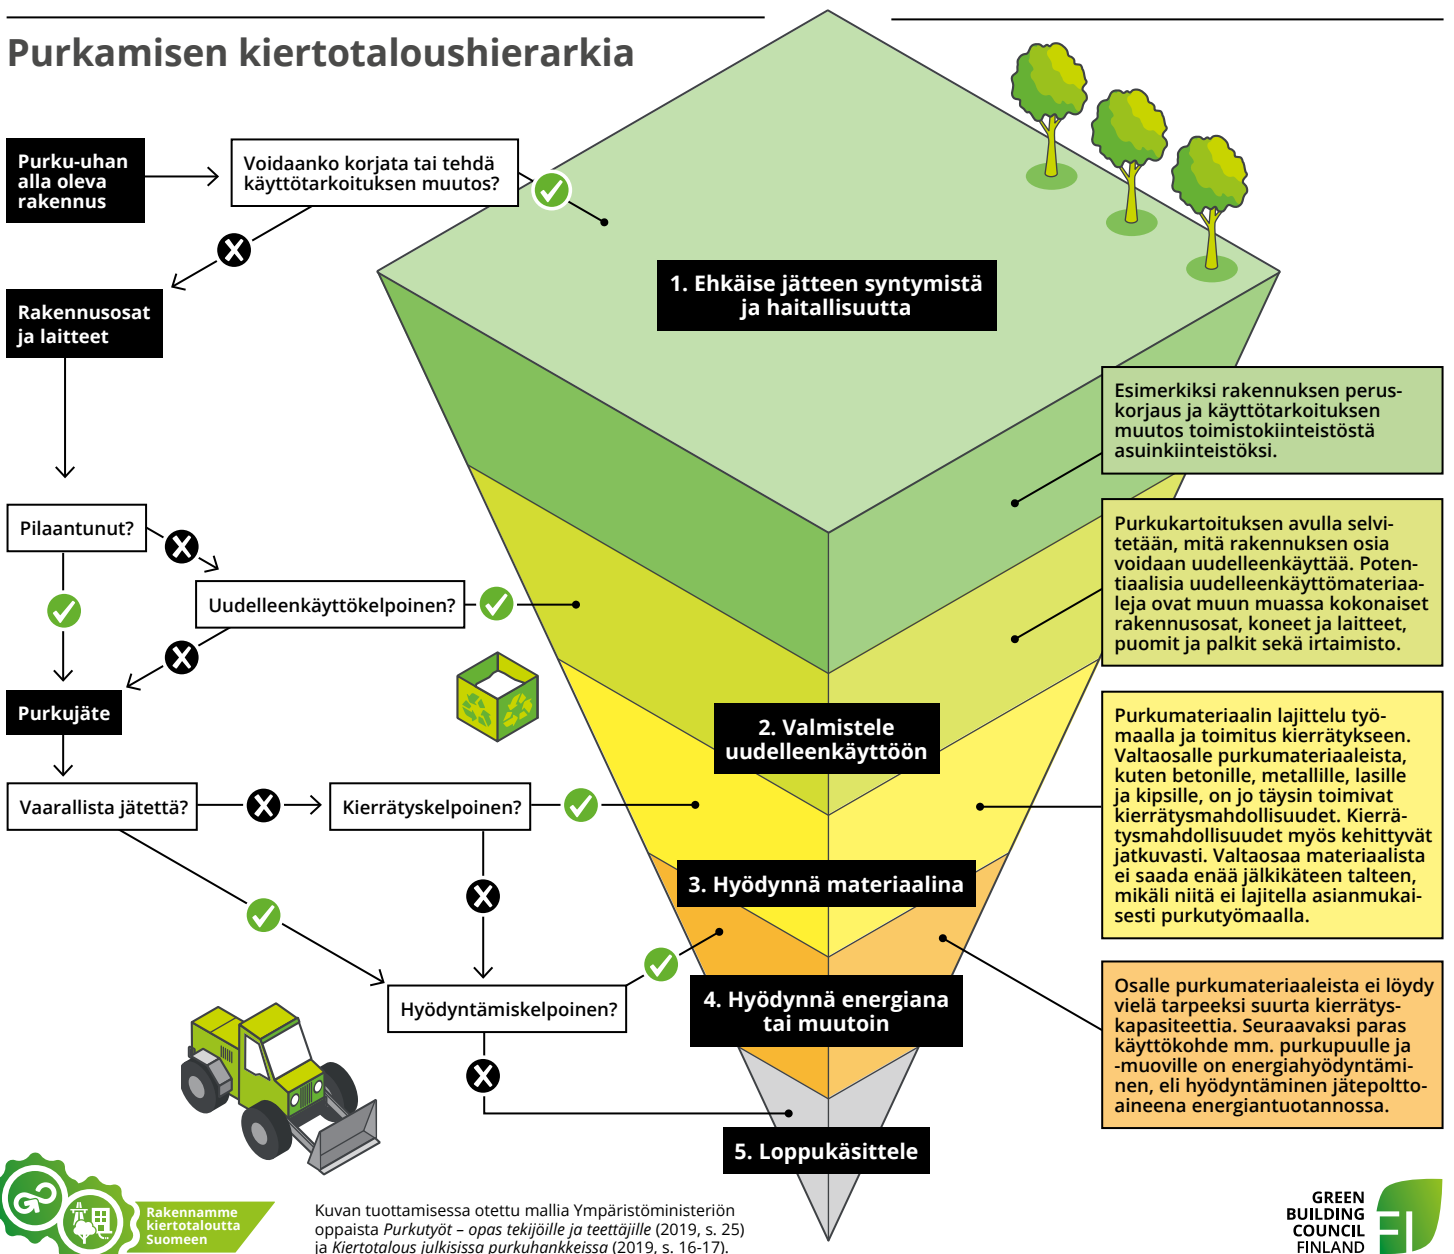 Purkamisen kiertotaloushierarkia
Purku-uhan
alla oleva
rakennus
Voidaanko korjata tai tehdä
käyttötarkoituksen muutos?
1. Ehkäise jätteen syntymistä
ja haitallisuutta
Rakennusosat
ja laitteet
Esimerkiksi rakennuksen perus-
korjaus ja käyttötarkoituksen
muutos toimistokiinteistöstä
asuinkiinteistöksi.
Pilaantunut?
Purkukartoituksen avulla selvi-
tetään, mitä rakennuksen osia
voidaan uudelleenkäyttää. Poten-
tiaalisia uudelleenkäyttömateriaa-
leja ovat muun muassa kokonaiset
rakennusosat, koneet ja laitteet,
puomit ja palkit sekä irtaimisto.
Uudelleenkäyttökelpoinen?
Purkujäte
2. Valmistele
uudelleenkäyttöön
Purkumateriaalin lajittelu työ-
maalla ja toimitus kierrätykseen.
Valtaosalle purkumateriaaleista,
kuten betonille, metallille, lasille
ja kipsille, on jo täysin toimivat
kierrätysmahdollisuudet. Kierrä-
tysmahdollisuudet myös kehittyvät
jatkuvasti. Valtaosaa materiaalista
ei saada enää jälkikäteen talteen,
mikäli niitä ei lajitella asianmukai-
sesti purkutyömaalla.
Vaarallista jätettä?
Kierrätyskelpoinen?
3. Hyödynnä materiaalina
Hyödyntämiskelpoinen?
4. Hyödynnä energiana
tai muutoin
Osalle purkumateriaaleista ei löydy
vielä tarpeeksi suurta kierrätys-
kapasiteettia. Seuraavaksi paras
käyttökohde mm. purkupuulle ja
-muoville on energiahyödyntämi-
nen, eli hyödyntäminen jätepoltto-
aineena energiantuotannossa.
5. Loppukäsittele
Rakennamme
kiertotaloutta
Suomeen
Kuvan tuottamisessa otettu mallia Ympäristöministeriön
oppaista Purkutyöt – opas tekijöille ja teettäjille (2019, s. 25)
ja Kiertotalous julkisissa purkuhankkeissa (2019, s. 16-17).
GREEN
BUILDING
COUNCIL
FINLAND
FI